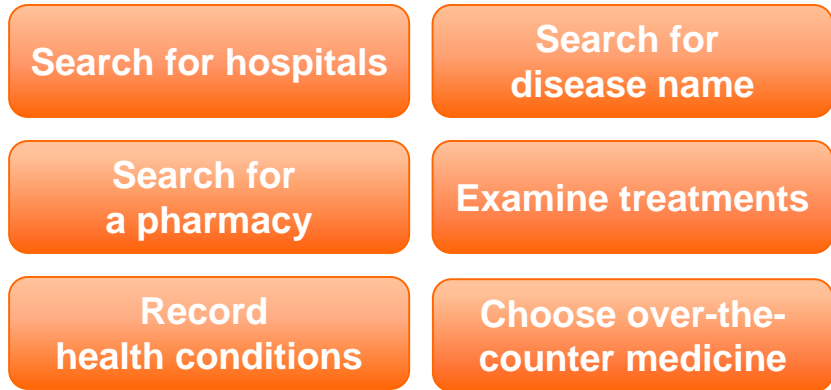 Search for hospitals
Search for
disease name
Search for
a pharmacy
Examine treatments
Record
health conditions
Choose over-the-
counter medicine